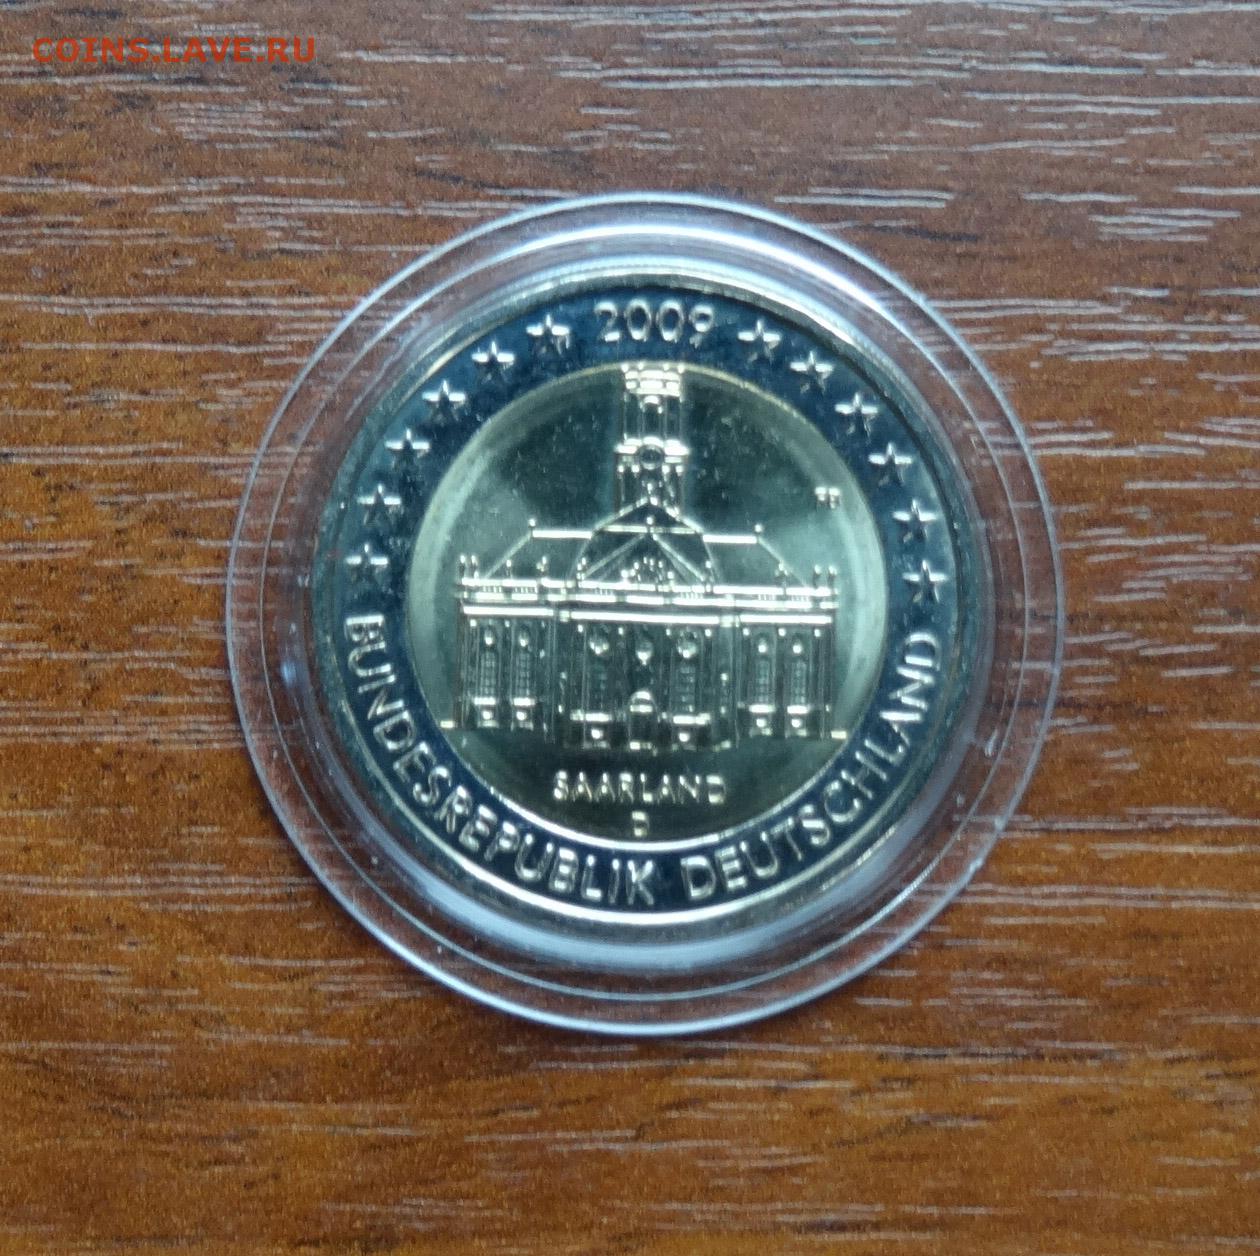 COINS.LAVE.RU
2009
SAARLAND
D
BUNDESREPUBLIK DEUTSCHLAND